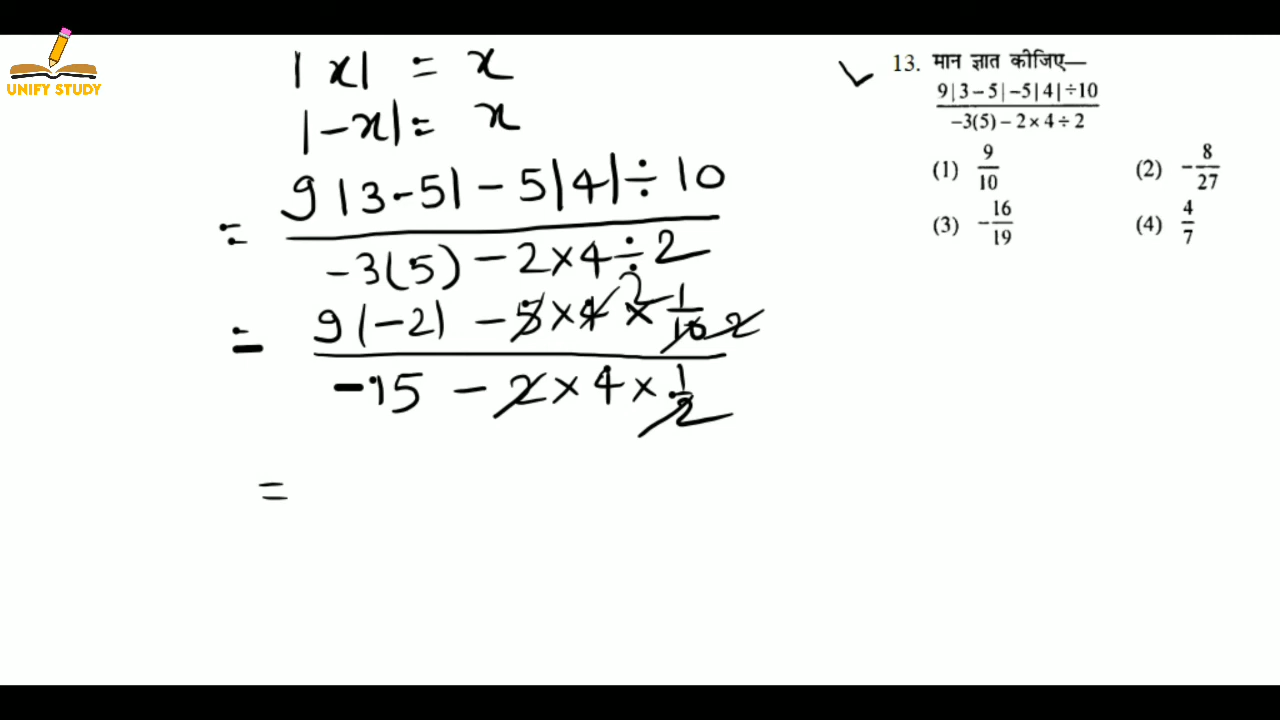 UNIFY STUDY
|x| = x
|-x| = x
= 9|3-5| - 5|4| ÷ 10
-3(5) - 2×4÷2
= 9|-2| - 5×4×1/10 2 2
-15 - 2×4×1/2
=
13. मान ज्ञात कीजिए—
9|3-5|-5|4|÷10
-3(5)-2×4÷2
(1) 9/10 (2) -8/27
(3) -16/19 (4) 4/7